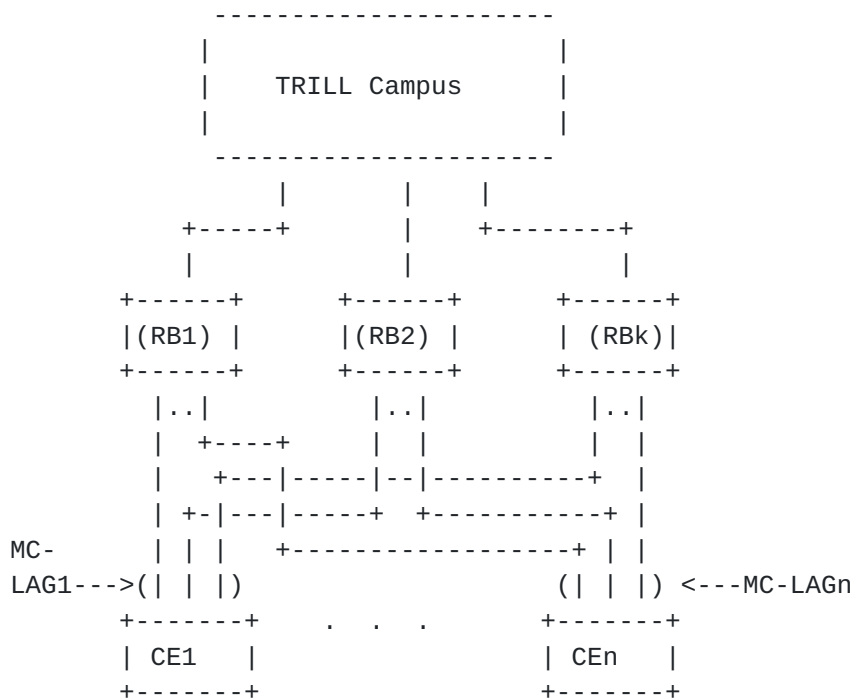 TRILL Campus
(RB1) (RB2) (RBk)
MC-
LAG1--->(| | |) (| | |) <---MC-LAGn
. . .
CE1 CEn